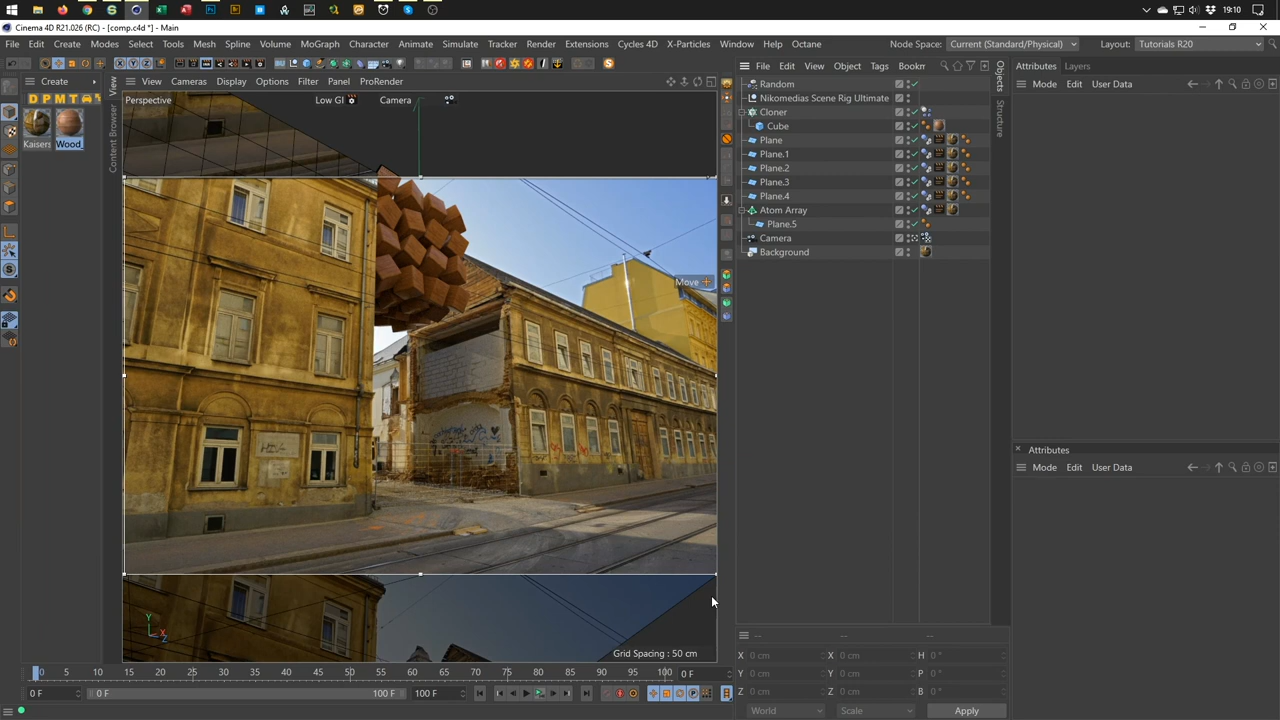 19:10
Cinema 4D R21.026 (RC) - [comp.c4d *] - Main
File Edit Create Modes Select Tools Mesh Spline Volume MoGraph Character Animate Simulate Tracker Render Extensions Cycles 4D X-Particles Window Help Octane Node Space: Current (Standard/Physical) Layout: Tutorials R20
Create View Cameras Display Options Filter Panel ProRender
File Edit View Object Tags Bookm
Attributes Layers
Mode Edit User Data
D P M T
Kaisers Wood_
View
Content Browser
Perspective Low GI Camera
Move
Grid Spacing : 50 cm
Y
X
Z
Objects
Structure
Random
Nikomedias Scene Rig Ultimate
Cloner
Cube
Plane
Plane.1
Plane.2
Plane.3
Plane.4
Atom Array
Plane.5
Camera
Background
Attributes
Mode Edit User Data
-- -- --
X 0 cm X 0 cm H 0 °
Y 0 cm Y 0 cm P 0 °
Z 0 cm Z 0 cm B 0 °
World Scale Apply
0 5 10 15 20 25 30 35 40 45 50 55 60 65 70 75 80 85 90 95 100 0 F
0 F 0 F 100 F 100 F